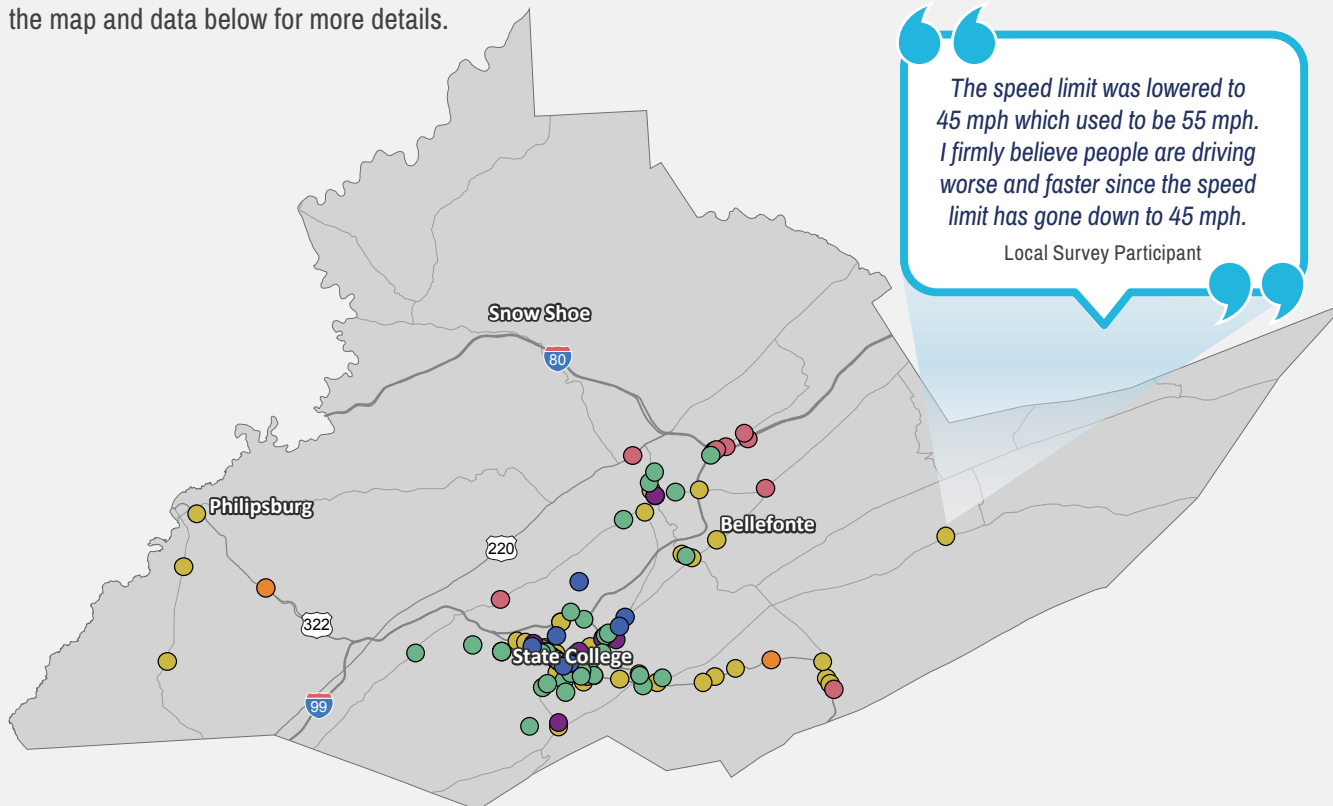 the map and data below for more details.
The speed limit was lowered to
45 mph which used to be 55 mph.
I firmly believe people are driving
worse and faster since the speed
limit has gone down to 45 mph.
Local Survey Participant
Snow Shoe
80
Philipsburg
Bellefonte
220
322
State College
99